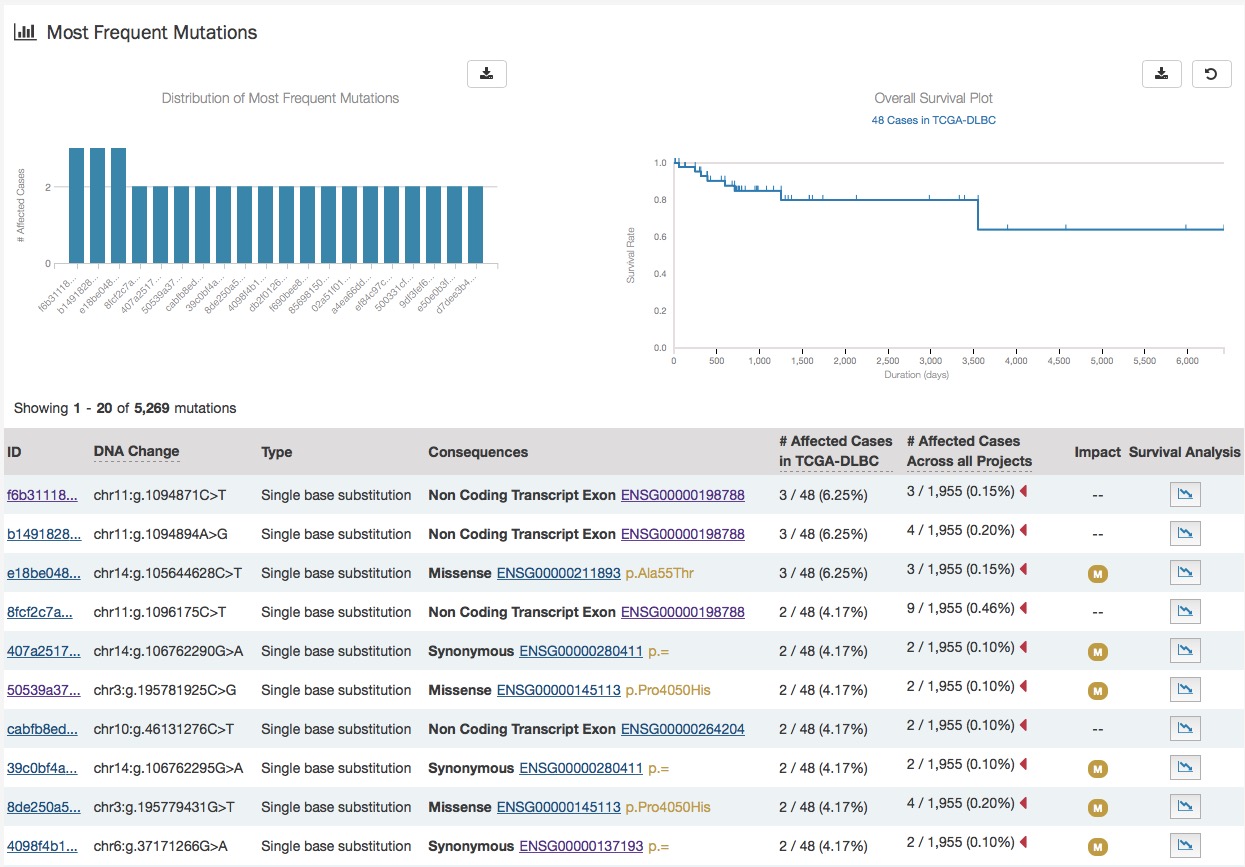 Most Frequent Mutations
Distribution of Most Frequent Mutations
# Affected Cases
2
0
f6b31118...
b1491828...
e18be048...
8fcf2c7a...
407a2517...
50539a37...
cabfb8ed...
39c0bf4a...
8de250a5...
4098f4b1...
db2f0126...
f690bee8...
85698150...
02a51f01...
a4ea66dd...
ef84c97c...
500331cf...
9df3fef6...
e50e0b3f...
d7dee3b4...
Overall Survival Plot
48 Cases in TCGA-DLBC
Survival Rate
1.0
0.8
0.6
0.4
0.2
0.0
0 500 1,000 1,500 2,000 2,500 3,000 3,500 4,000 4,500 5,000 5,500 6,000
Duration (days)
Showing 1 - 20 of 5,269 mutations
ID DNA Change Type Consequences # Affected Cases in TCGA-DLBC # Affected Cases Across all Projects Impact Survival Analysis
f6b31118... chr11:g.1094871C>T Single base substitution Non Coding Transcript Exon ENSG00000198788 3 / 48 (6.25%) 3 / 1,955 (0.15%) --
b1491828... chr11:g.1094894A>G Single base substitution Non Coding Transcript Exon ENSG00000198788 3 / 48 (6.25%) 4 / 1,955 (0.20%) --
e18be048... chr14:g.105644628C>T Single base substitution Missense ENSG00000211893 p.Ala55Thr 3 / 48 (6.25%) 3 / 1,955 (0.15%) M
8fcf2c7a... chr11:g.1096175C>T Single base substitution Non Coding Transcript Exon ENSG00000198788 2 / 48 (4.17%) 9 / 1,955 (0.46%) --
407a2517... chr14:g.106762290G>A Single base substitution Synonymous ENSG00000280411 p.= 2 / 48 (4.17%) 2 / 1,955 (0.10%) M
50539a37... chr3:g.195781925C>G Single base substitution Missense ENSG00000145113 p.Pro4050His 2 / 48 (4.17%) 2 / 1,955 (0.10%) M
cabfb8ed... chr10:g.46131276C>T Single base substitution Non Coding Transcript Exon ENSG00000264204 2 / 48 (4.17%) 2 / 1,955 (0.10%) --
39c0bf4a... chr14:g.106762295G>A Single base substitution Synonymous ENSG00000280411 p.= 2 / 48 (4.17%) 2 / 1,955 (0.10%) M
8de250a5... chr3:g.195779431G>T Single base substitution Missense ENSG00000145113 p.Pro4050His 2 / 48 (4.17%) 4 / 1,955 (0.20%) M
4098f4b1... chr6:g.37171266G>A Single base substitution Synonymous ENSG00000137193 p.= 2 / 48 (4.17%) 2 / 1,955 (0.10%) M